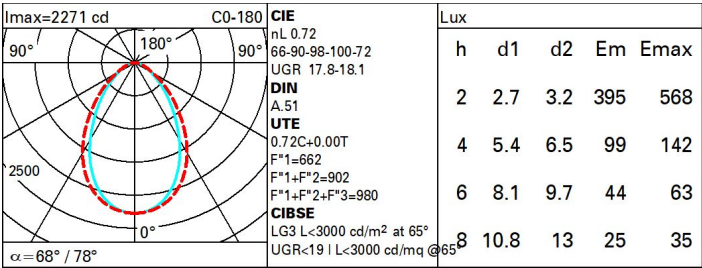 Imax=2271 cd C0-180
90° 180° 90°
2500
0°
α=68° / 78°
CIE
nL 0.72
66-90-98-100-72
UGR 17.8-18.1
DIN
A.51
UTE
0.72C+0.00T
F"1=662
F"1+F"2=902
F"1+F"2+F"3=980
CIBSE
LG3 L<3000 cd/m² at 65°
UGR<19 | L<3000 cd/mq @65°
Lux
h d1 d2 Em Emax
2 2.7 3.2 395 568
4 5.4 6.5 99 142
6 8.1 9.7 44 63
8 10.8 13 25 35